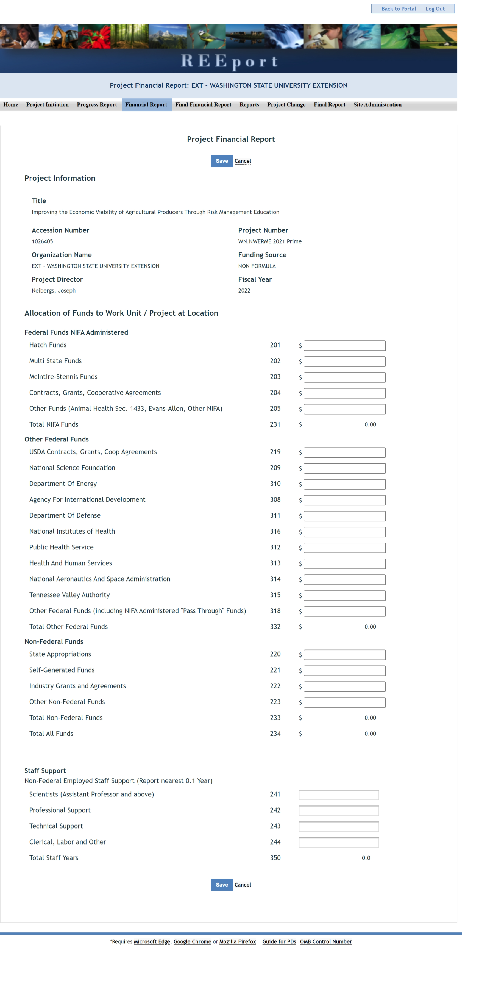 Back to Portal Log Out
REEport
Project Financial Report: EXT - WASHINGTON STATE UNIVERSITY EXTENSION
Home Project Initiation Progress Report Financial Report Final Financial Report Reports Project Change Final Report Site Administration
Project Financial Report
Save Cancel
Project Information
Title
Improving the Economic Viability of Agricultural Producers Through Risk Management Education
Accession Number Project Number
1026405 WN.NWERME 2021 Prime
Organization Name Funding Source
EXT - WASHINGTON STATE UNIVERSITY EXTENSION NON FORMULA
Project Director Fiscal Year
Neibergs, Joseph 2022
Allocation of Funds to Work Unit / Project at Location
Federal Funds NIFA Administered
Hatch Funds 201 $
Multi State Funds 202 $
McIntire-Stennis Funds 203 $
Contracts, Grants, Cooperative Agreements 204 $
Other Funds (Animal Health Sec. 1433, Evans-Allen, Other NIFA) 205 $
Total NIFA Funds 231 $ 0.00
Other Federal Funds
USDA Contracts, Grants, Coop Agreements 219 $
National Science Foundation 209 $
Department Of Energy 310 $
Agency For International Development 308 $
Department Of Defense 311 $
National Institutes of Health 316 $
Public Health Service 312 $
Health And Human Services 313 $
National Aeronautics And Space Administration 314 $
Tennessee Valley Authority 315 $
Other Federal Funds (including NIFA Administered "Pass Through" Funds) 318 $
Total Other Federal Funds 332 $ 0.00
Non-Federal Funds
State Appropriations 220 $
Self-Generated Funds 221 $
Industry Grants and Agreements 222 $
Other Non-Federal Funds 223 $
Total Non-Federal Funds 233 $ 0.00
Total All Funds 234 $ 0.00
Staff Support
Non-Federal Employed Staff Support (Report nearest 0.1 Year)
Scientists (Assistant Professor and above) 241
Professional Support 242
Technical Support 243
Clerical, Labor and Other 244
Total Staff Years 350 0.0
Save Cancel
*Requires Microsoft Edge, Google Chrome or Mozilla Firefox Guide for PDs OMB Control Number